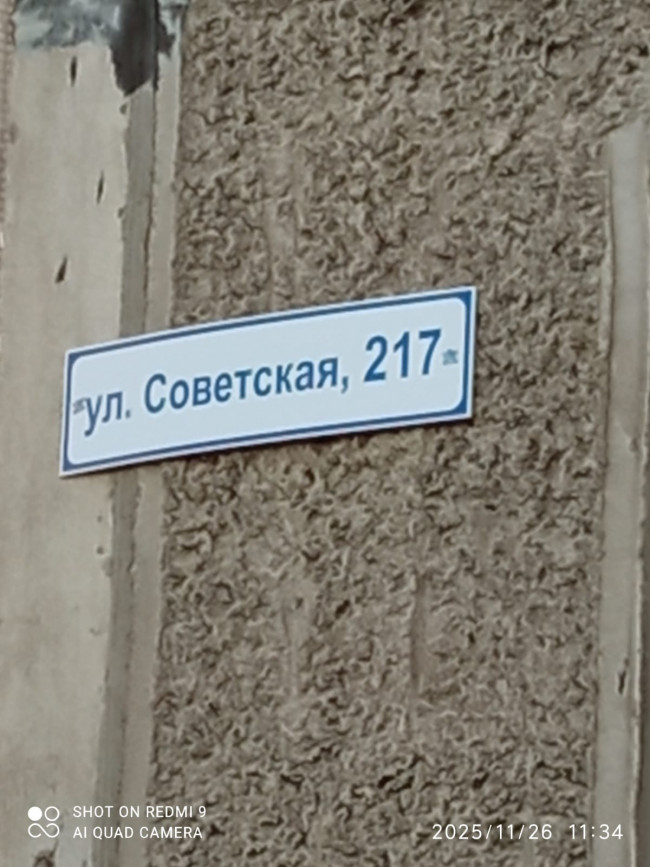 ул. Советская, 217
SHOT ON REDMI 9
AI QUAD CAMERA
2025/11/26 11:34